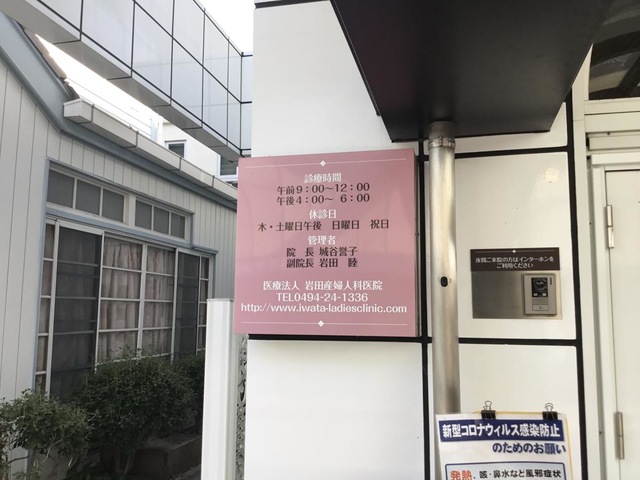 診療時間
午前9:00〜12:00
午後4:00〜 6:00
休診日
木・土曜日午後 日曜日 祝日
管理者
院 長 城谷誉子
副院長 岩田 睦
医療法人 岩田産婦人科医院
TEL0494-24-1336
http://www.iwata-ladiesclinic.com
夜間ご来院の方はインターホンを
ご利用ください
新型コロナウィルス感染防止
のためのお願い
発熱、咳・鼻水など風邪症状